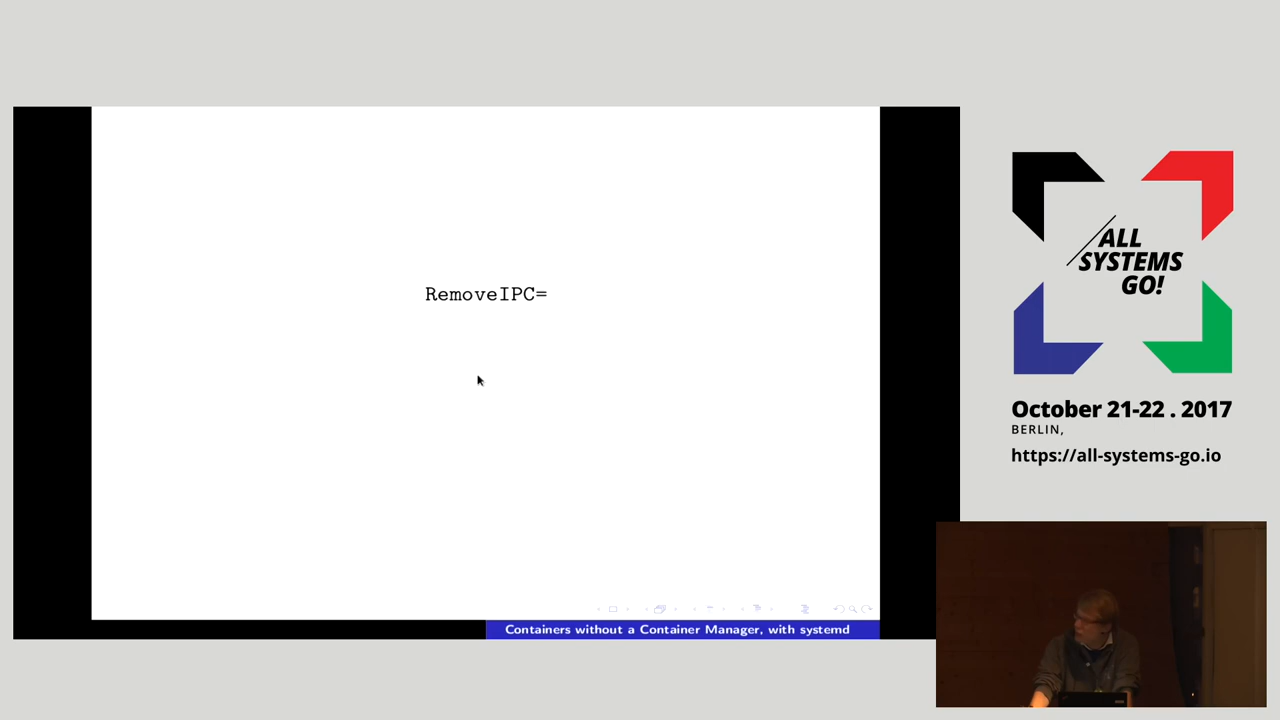 RemoveIPC=
Containers without a Container Manager, with systemd
ALL
SYSTEMS
GO!
October 21-22 . 2017
BERLIN,
https://all-systems-go.io